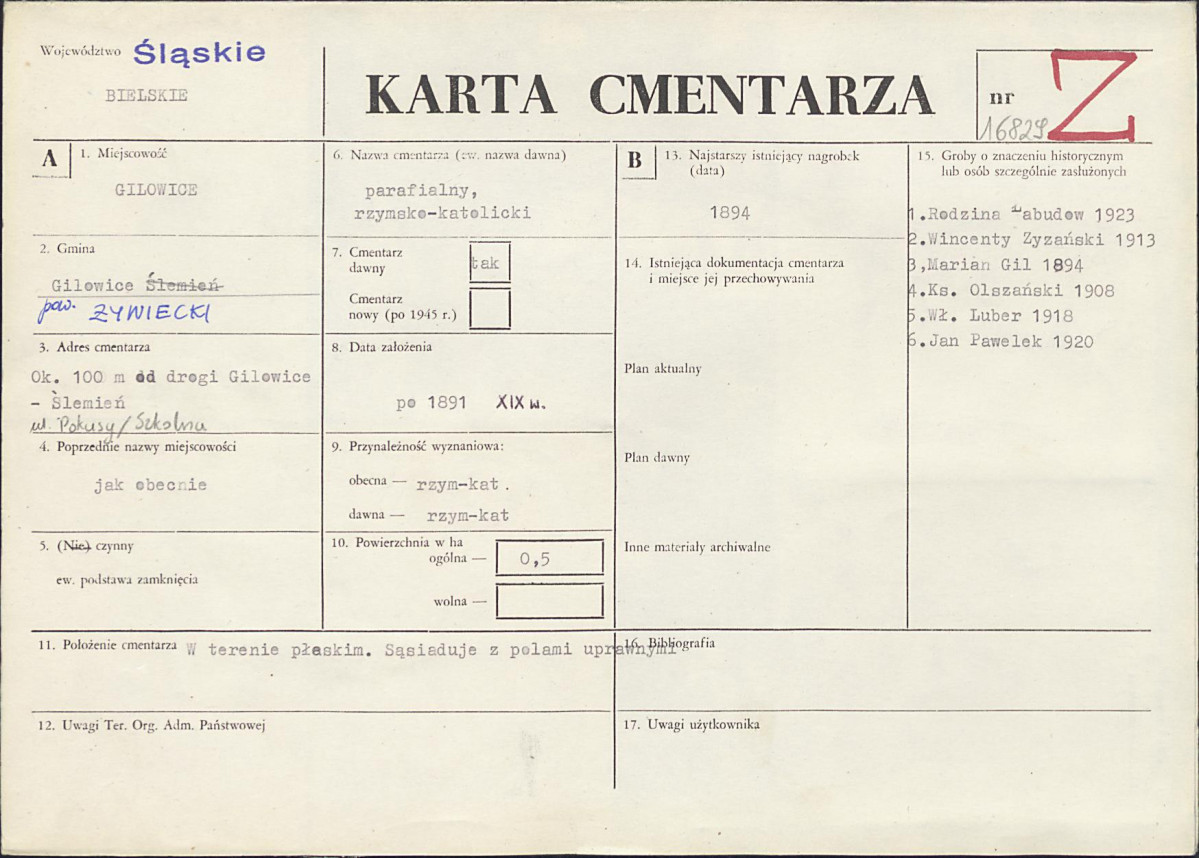 Województwo Śląskie
BIELSKIE
KARTA CMENTARZA
nr
16829
Z
A
1. Miejscowość
GILOWICE
2. Gmina
Gilowice Ślemień
pow. ŻYWIECKI
3. Adres cmentarza
Ok. 100 m od drogi Gilowice
- Ślemień
ul. Pokusy/Szkolna
4. Poprzednie nazwy miejscowości
jak obecnie
5. (Nie) czynny
ew. podstawa zamknięcia
6. Nazwa cmentarza (ew. nazwa dawna)
parafialny,
rzymsko-katolicki
7. Cmentarz
dawny
tak
Cmentarz
nowy (po 1945 r.)
8. Data założenia
po 1891 XIX w.
9. Przynależność wyznaniowa:
obecna — rzym-kat.
dawna — rzym-kat
10. Powierzchnia w ha
ogólna — 0,5
wolna —
B
13. Najstarszy istniejący nagrobek
(data)
1894
14. Istniejąca dokumentacja cmentarza
i miejsce jej przechowywania
Plan aktualny
Plan dawny
Inne materiały archiwalne
15. Groby o znaczeniu historycznym
lub osób szczególnie zasłużonych
1.Rodzina Łabudow 1923
2.Wincenty Zyzański 1913
3,Marian Gil 1894
4.Ks. Olszański 1908
5.Wł. Luber 1918
6.Jan Pawelek 1920
11. Położenie cmentarza W terenie płaskim. Sąsiaduje z polami uprawnymi
16. Bibliografia
12. Uwagi Ter. Org. Adm. Państwowej
17. Uwagi użytkownika